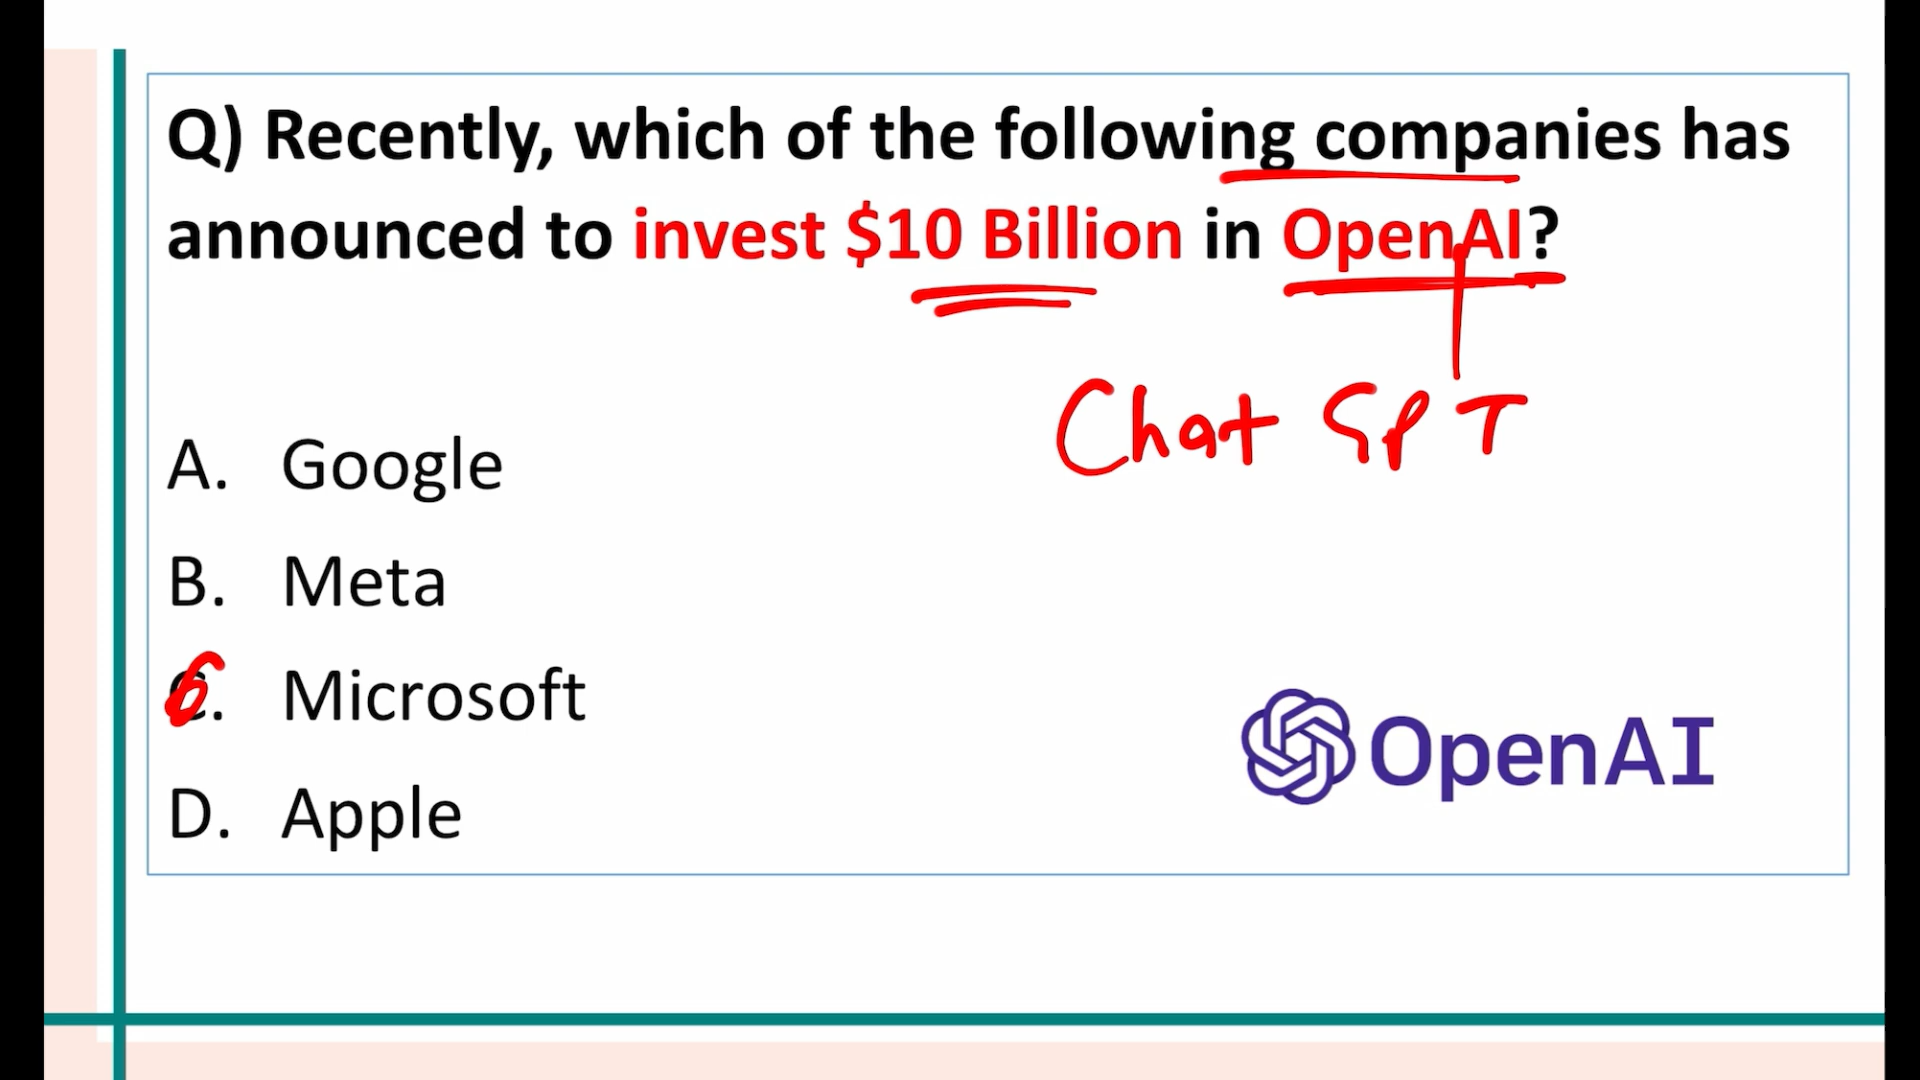 Q) Recently, which of the following companies has
announced to invest $10 Billion in OpenAI?
Chat GPT
A. Google
B. Meta
C. Microsoft
D. Apple
OpenAI